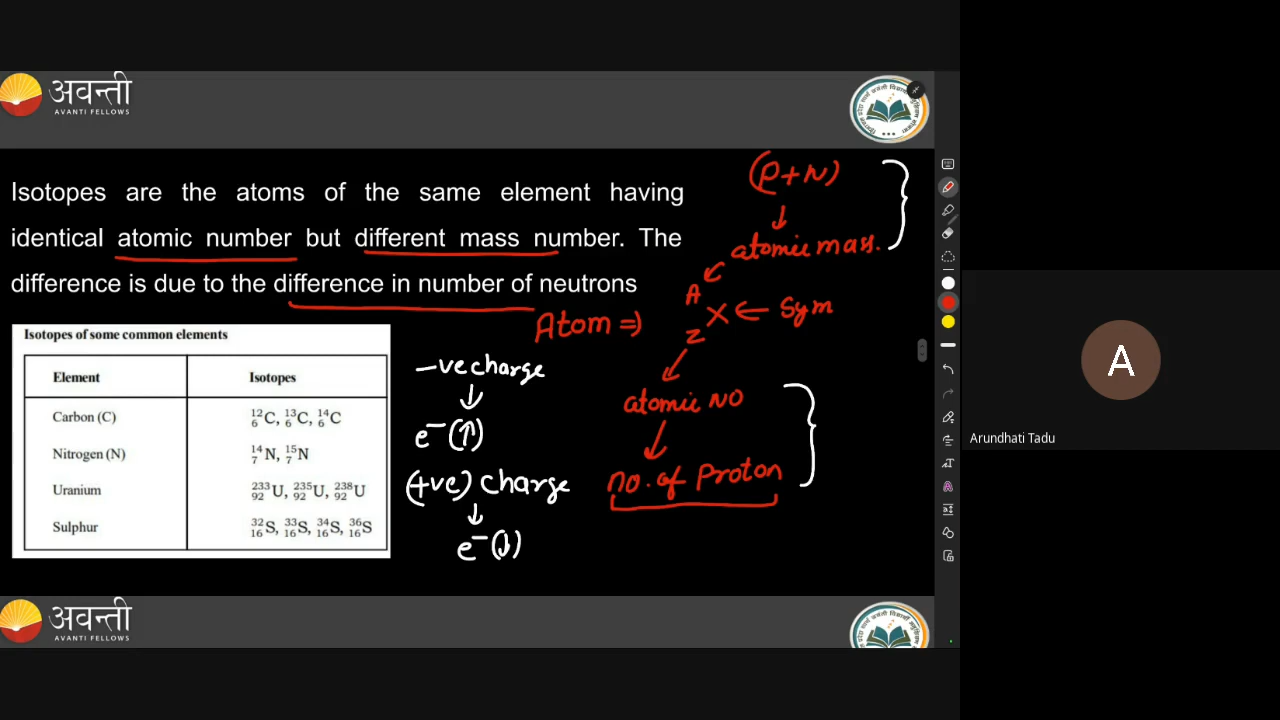 अवन्ती
AVANTI FELLOWS
Isotopes are the atoms of the same element having
identical atomic number but different mass number. The
difference is due to the difference in number of neutrons
(P+N)
↓
atomic mass.
A
X ← Sym
Z
Atom ⇒
atomic NO
no. of Proton
-ve charge
↓
e⁻(↑)
(+ve) charge
↓
e⁻(↓)
Isotopes of some common elements
Element Isotopes
Carbon (C) ¹²₆C, ¹³₆C, ¹⁴₆C
Nitrogen (N) ¹⁴₇N, ¹⁵₇N
Uranium ²³³₉₂U, ²³⁵₉₂U, ²³⁸₉₂U
Sulphur ³²₁₆S, ³³₁₆S, ³⁴₁₆S, ³⁶₁₆S
अवन्ती
AVANTI FELLOWS
A
Arundhati Tadu